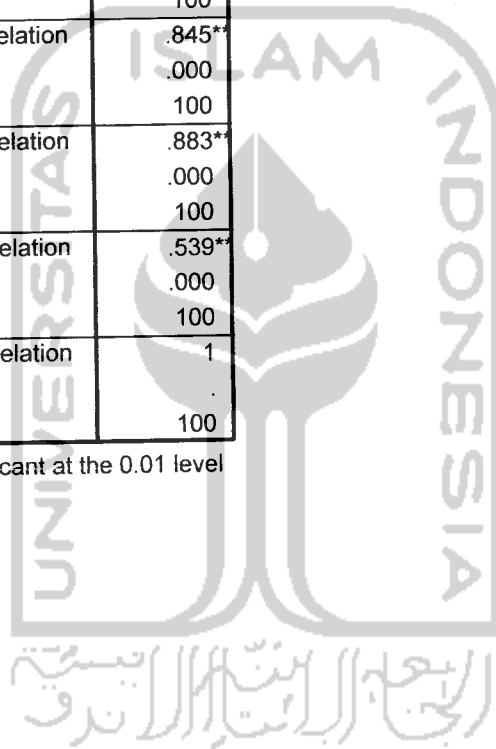 100
elation .845**
.000
100
elation .883**
.000
100
elation .539**
.000
100
elation 1
.
100
cant at the 0.01 level
UNIVERSITAS
ISLAM
INDONESIA